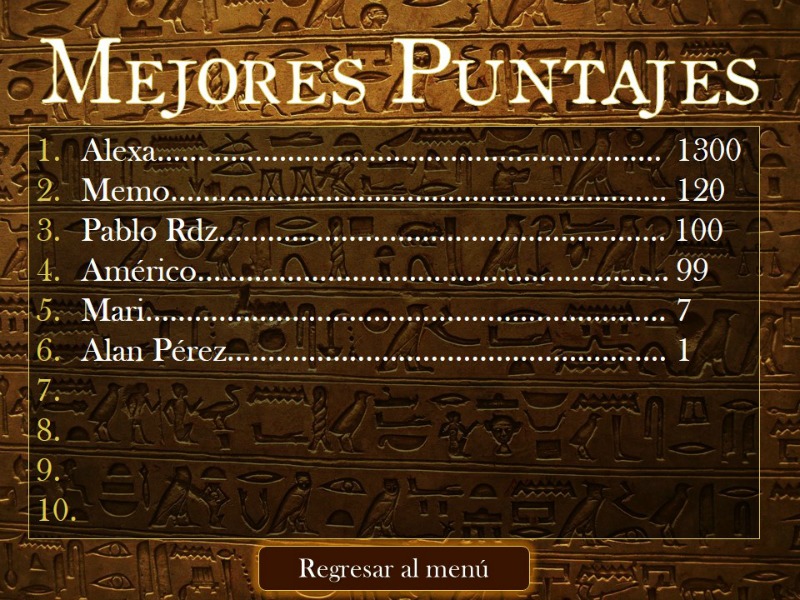 Mejores Puntajes
1. Alexa............................................................. 1300
2. Memo............................................................ 120
3. Pablo Rdz...................................................... 100
4. Américo......................................................... 99
5. Mari............................................................... 7
6. Alan Pérez..................................................... 1
7.
8.
9.
10.
Regresar al menú